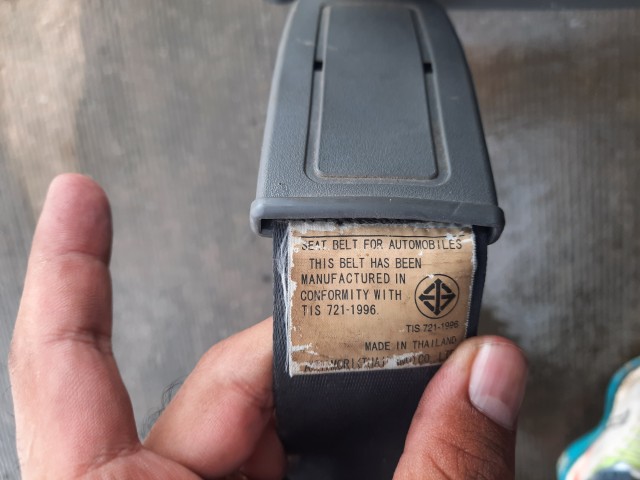 SEAT BELT FOR AUTOMOBILES
THIS BELT HAS BEEN
MANUFACTURED IN
CONFORMITY WITH
TIS 721-1996.
TIS 721-1996
MADE IN THAILAND